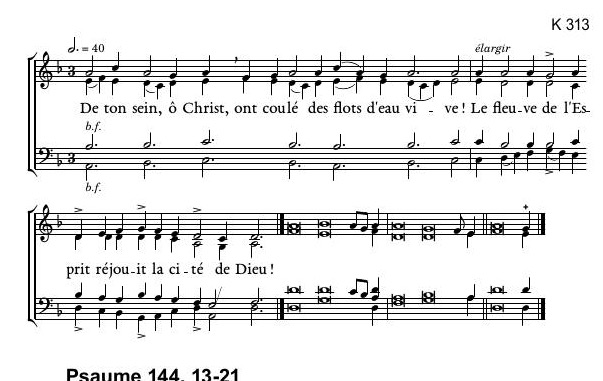 K 313
= 40
élargir
De ton sein, ô Christ, ont coulé des flots d'eau vi - ve! Le fleu-ve de l'Es-
b.f.
b.f.
prit réjou-it la ci-té de Dieu!
Psaume 144, 13-21